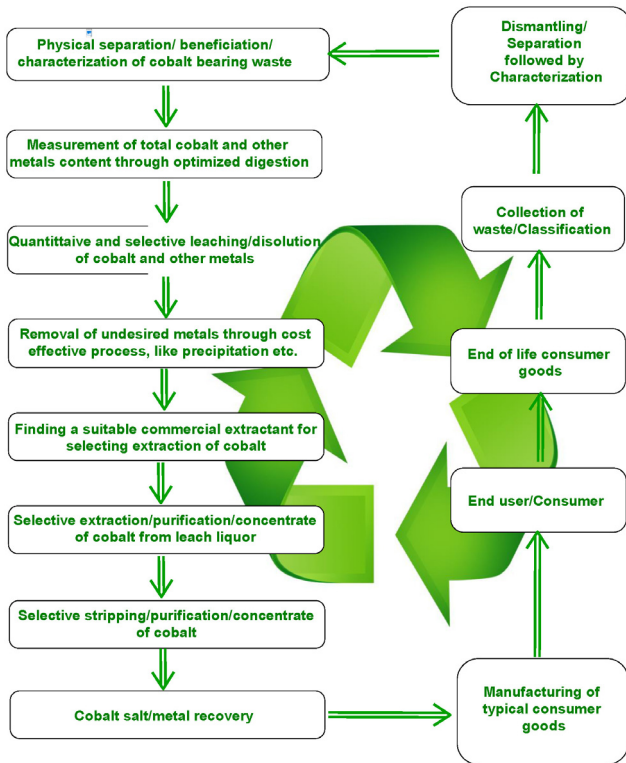 Physical separation/ beneficiation/
characterization of cobalt bearing waste
Measurement of total cobalt and other
metals content through optimized digestion
Quantittaive and selective leaching/disolution
of cobalt and other metals
Removal of undesired metals through cost
effective process, like precipitation etc.
Finding a suitable commercial extractant for
selecting extraction of cobalt
Selective extraction/purification/concentrate
of cobalt from leach liquor
Selective stripping/purification/concentrate
of cobalt
Cobalt salt/metal recovery
Manufacturing of
typical consumer
goods
End user/Consumer
End of life consumer
goods
Collection of
waste/Classification
Dismantling/
Separation
followed by
Characterization